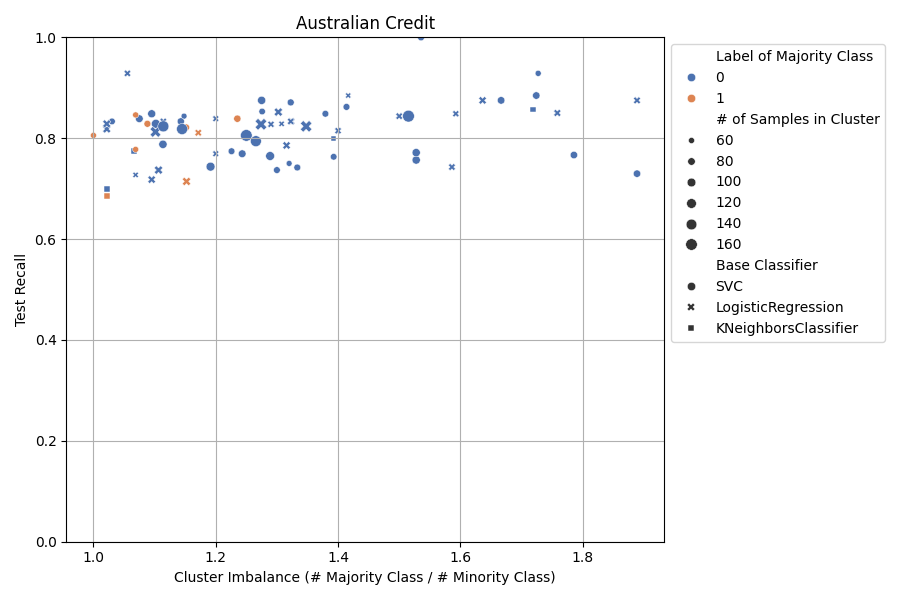 Australian Credit
1.0
0.8
0.6
0.4
0.2
0.0
Test Recall
1.0
1.2
1.4
1.6
1.8
Cluster Imbalance (# Majority Class / # Minority Class)
Label of Majority Class
0
1
# of Samples in Cluster
60
80
100
120
140
160
Base Classifier
SVC
LogisticRegression
KNeighborsClassifier